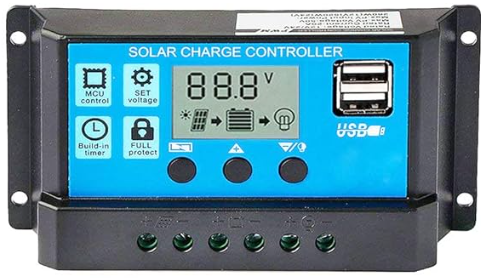 SOLAR CHARGE CONTROLLER
MCU
control
SET
voltage
Build-in
timer
FULL
protect
88.8 V
USB